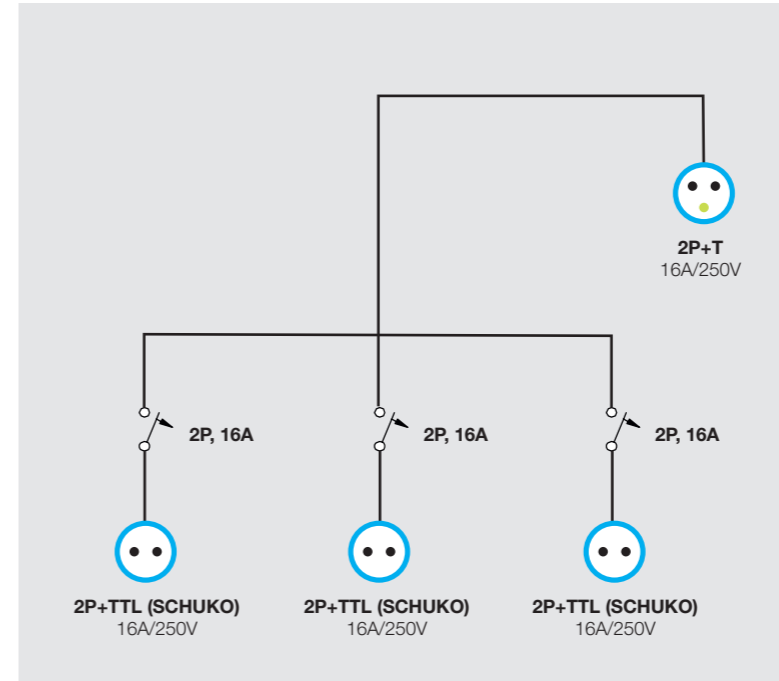 2P+T
16A/250V
2P, 16A
2P, 16A
2P, 16A
2P+TTL (SCHUKO)
16A/250V
2P+TTL (SCHUKO)
16A/250V
2P+TTL (SCHUKO)
16A/250V